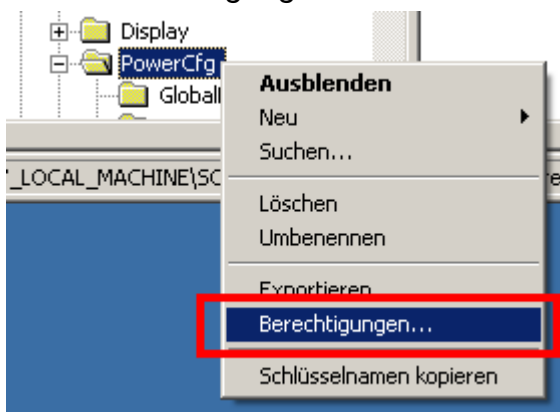 Display
PowerCfg
Ausblenden
Neu
Suchen...
_LOCAL_MACHINE\SC
Löschen
Umbenennen
Exportieren
Berechtigungen...
Schlüsselnamen kopieren